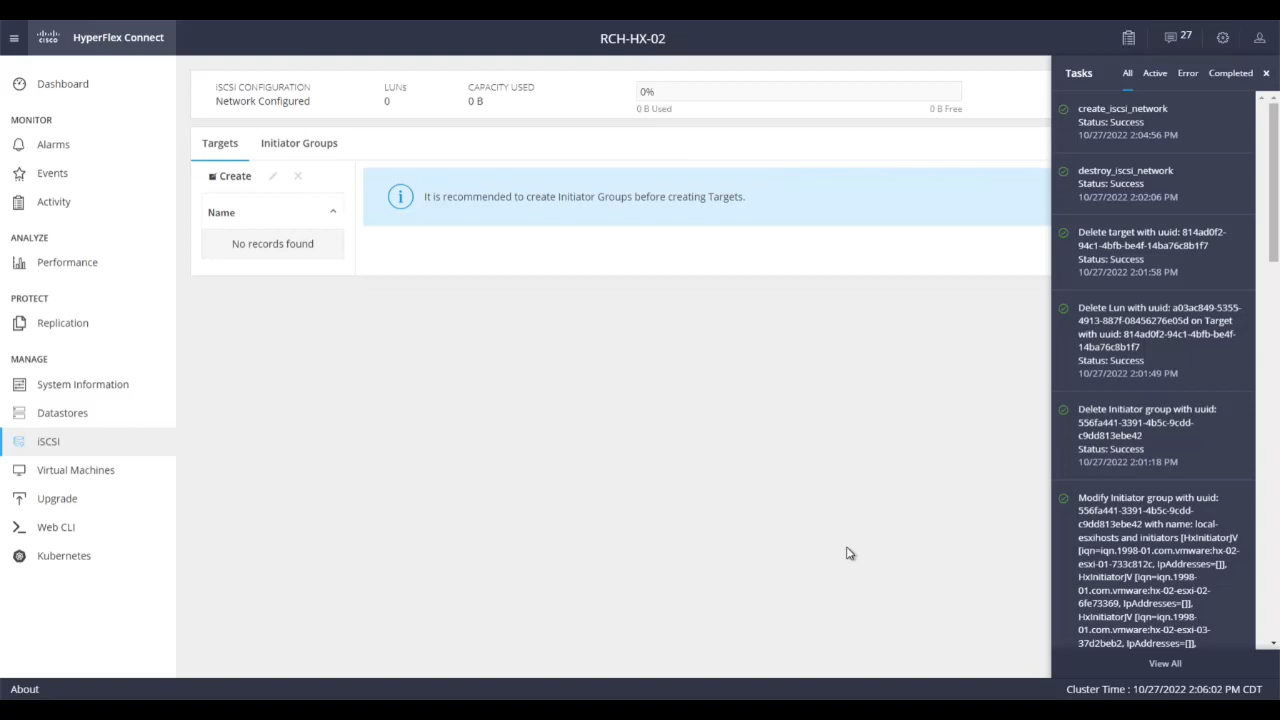 CISCO
HyperFlex Connect
RCH-HX-02
27
Dashboard
MONITOR
Alarms
Events
Activity
ANALYZE
Performance
PROTECT
Replication
MANAGE
System Information
Datastores
iSCSI
Virtual Machines
Upgrade
Web CLI
Kubernetes
ISCSI CONFIGURATION
Network Configured
LUNs
0
CAPACITY USED
0 B
0%
0 B Used
0 B Free
Targets
Initiator Groups
Create
Name
No records found
It is recommended to create Initiator Groups before creating Targets.
Tasks
All
Active
Error
Completed
create_iscsi_network
Status: Success
10/27/2022 2:04:56 PM
destroy_iscsi_network
Status: Success
10/27/2022 2:02:06 PM
Delete target with uuid: 814ad0f2-
94c1-4bfb-be4f-14ba76c8b1f7
Status: Success
10/27/2022 2:01:58 PM
Delete Lun with uuid: a03ac849-5355-
4913-887f-08456276e05d on Target
with uuid: 814ad0f2-94c1-4bfb-be4f-
14ba76c8b1f7
Status: Success
10/27/2022 2:01:49 PM
Delete Initiator group with uuid:
556fa441-3391-4b5c-9cdd-
c9dd813ebe42
Status: Success
10/27/2022 2:01:18 PM
Modify Initiator group with uuid:
556fa441-3391-4b5c-9cdd-
c9dd813ebe42 with name: local-
esxihosts and initiators [HxInitiatorJV
[iqn=iqn.1998-01.com.vmware:hx-02-
esxi-01-733c812c, IpAddresses=[]],
HxInitiatorJV [iqn=iqn.1998-
01.com.vmware:hx-02-esxi-02-
6fe73369, IpAddresses=[]],
HxInitiatorJV [iqn=iqn.1998-
01.com.vmware:hx-02-esxi-03-
37d2beb2, IpAddresses=[]],
View All
About
Cluster Time : 10/27/2022 2:06:02 PM CDT